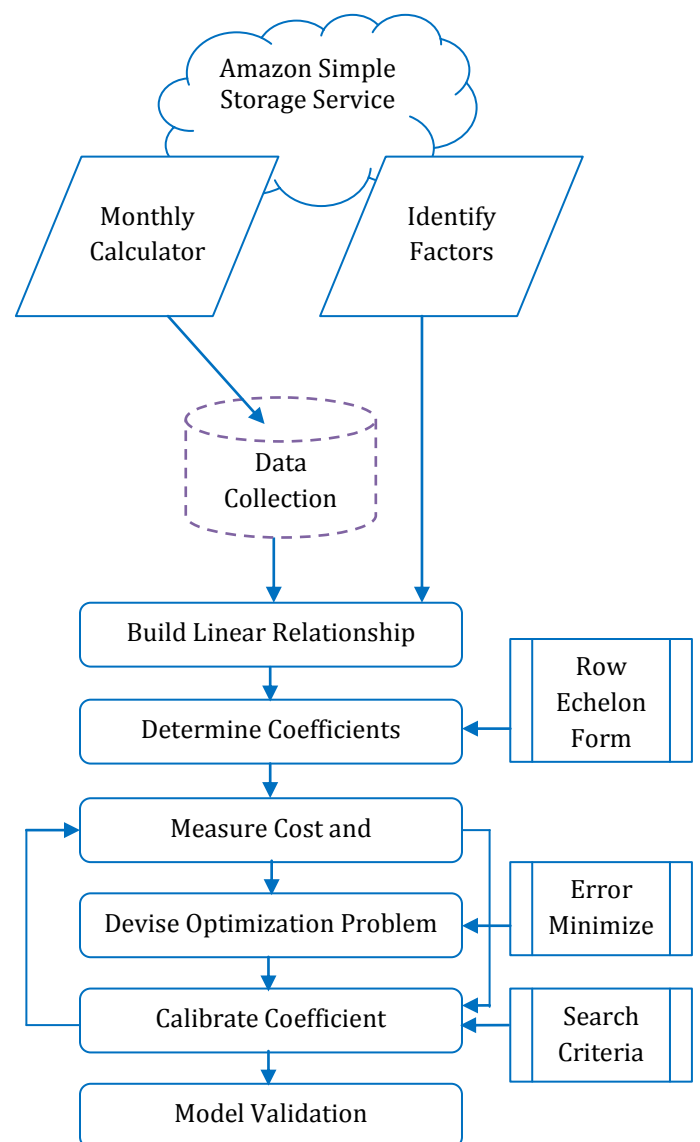 Amazon Simple
Storage Service
Monthly
Calculator
Identify
Factors
Data
Collection
Build Linear Relationship
Row
Echelon
Form
Determine Coefficients
Measure Cost and
Error
Minimize
Devise Optimization Problem
Search
Criteria
Calibrate Coefficient
Model Validation